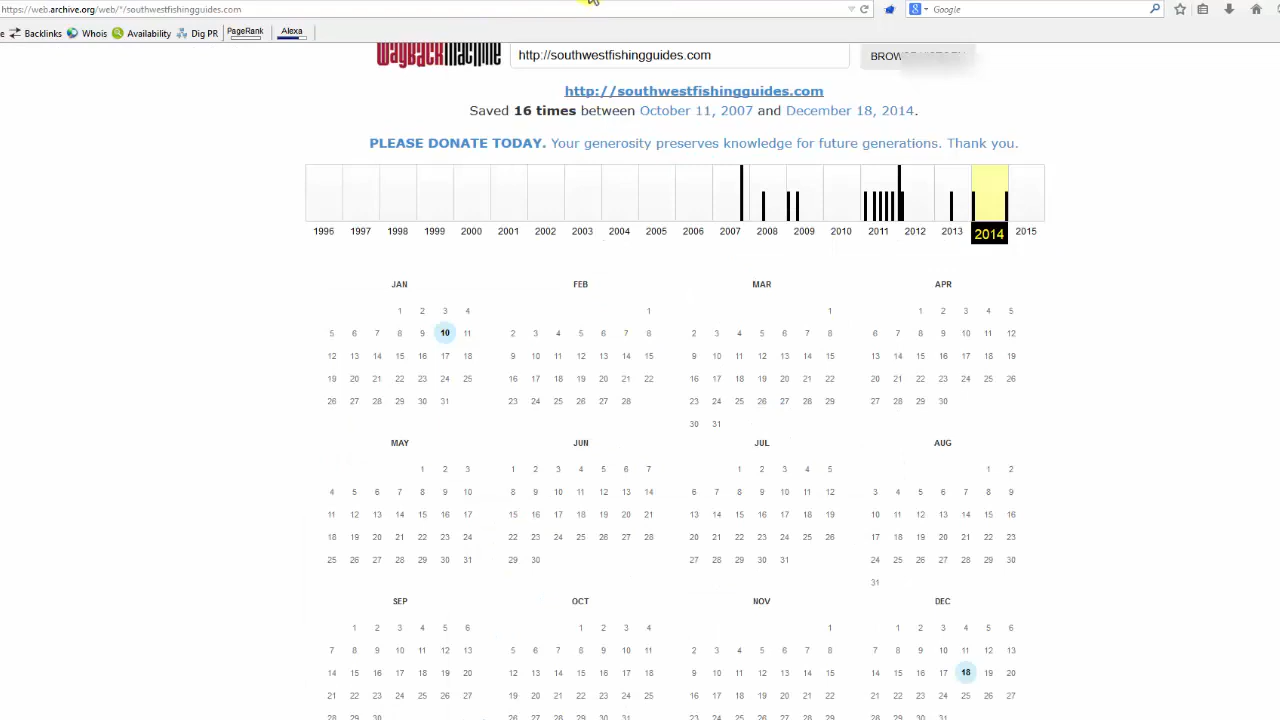 https://web.archive.org/web/*/southwestfishingguides.com Google
e Backlinks Whois Availability Dig PR PageRank Alexa
WayBackMachine http://southwestfishingguides.com
http://southwestfishingguides.com
Saved 16 times between October 11, 2007 and December 18, 2014.
PLEASE DONATE TODAY. Your generosity preserves knowledge for future generations. Thank you.
1996 1997 1998 1999 2000 2001 2002 2003 2004 2005 2006 2007 2008 2009 2010 2011 2012 2013 2014 2015
JAN FEB MAR APR
1 2 3 4 1 1 1 2 3 4 5
5 6 7 8 9 10 11 2 3 4 5 6 7 8 2 3 4 5 6 7 8 6 7 8 9 10 11 12
12 13 14 15 16 17 18 9 10 11 12 13 14 15 9 10 11 12 13 14 15 13 14 15 16 17 18 19
19 20 21 22 23 24 25 16 17 18 19 20 21 22 16 17 18 19 20 21 22 20 21 22 23 24 25 26
26 27 28 29 30 31 23 24 25 26 27 28 23 24 25 26 27 28 29 27 28 29 30
30 31
MAY JUN JUL AUG
1 2 3 1 2 3 4 5 6 7 1 2 3 4 5 1 2
4 5 6 7 8 9 10 8 9 10 11 12 13 14 6 7 8 9 10 11 12 3 4 5 6 7 8 9
11 12 13 14 15 16 17 15 16 17 18 19 20 21 13 14 15 16 17 18 19 10 11 12 13 14 15 16
18 19 20 21 22 23 24 22 23 24 25 26 27 28 20 21 22 23 24 25 26 17 18 19 20 21 22 23
25 26 27 28 29 30 31 29 30 27 28 29 30 31 24 25 26 27 28 29 30
31
SEP OCT NOV DEC
1 2 3 4 5 6 1 2 3 4 1 1 2 3 4 5 6
7 8 9 10 11 12 13 5 6 7 8 9 10 11 2 3 4 5 6 7 8 7 8 9 10 11 12 13
14 15 16 17 18 19 20 12 13 14 15 16 17 18 9 10 11 12 13 14 15 14 15 16 17 18 19 20
21 22 23 24 25 26 27 19 20 21 22 23 24 25 16 17 18 19 20 21 22 21 22 23 24 25 26 27
28 29 30 26 27 28 29 30 31 23 24 25 26 27 28 29 28 29 30 31